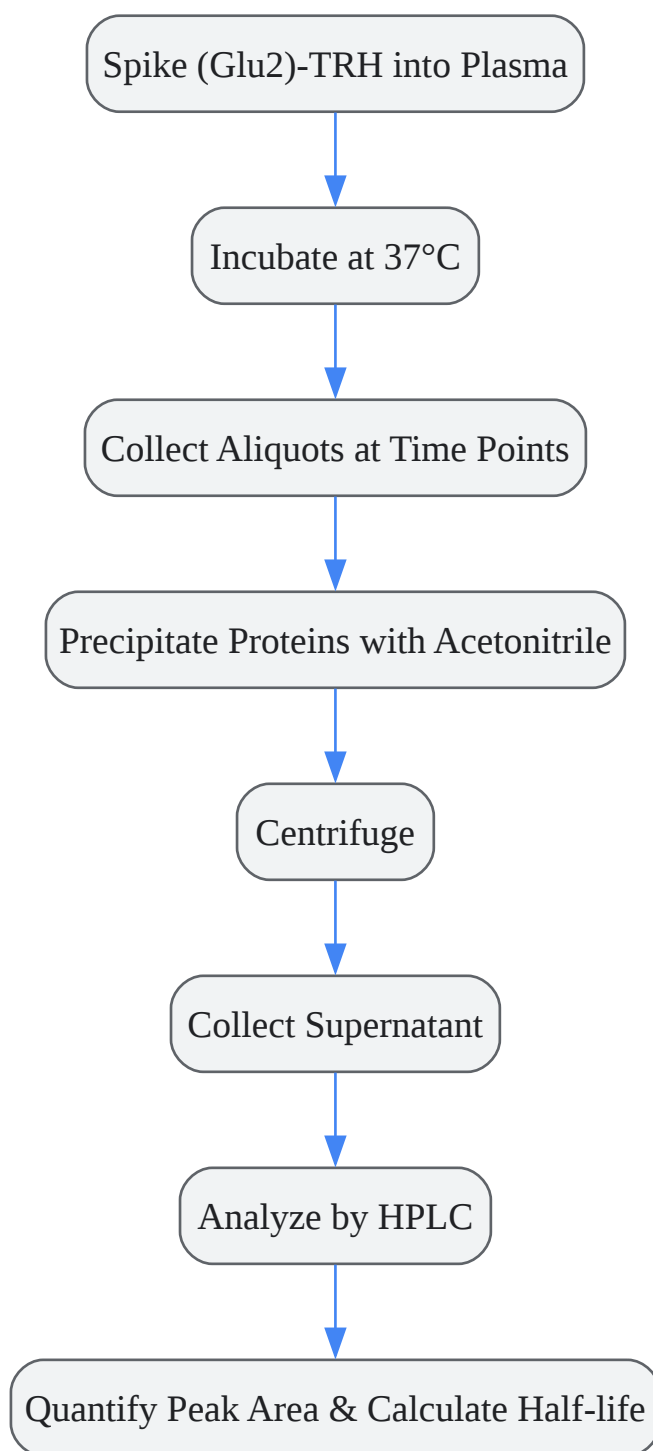 Spike (Glu2)-TRH into Plasma
Incubate at 37°C
Collect Aliquots at Time Points
Precipitate Proteins with Acetonitrile
Centrifuge
Collect Supernatant
Analyze by HPLC
Quantify Peak Area & Calculate Half-life